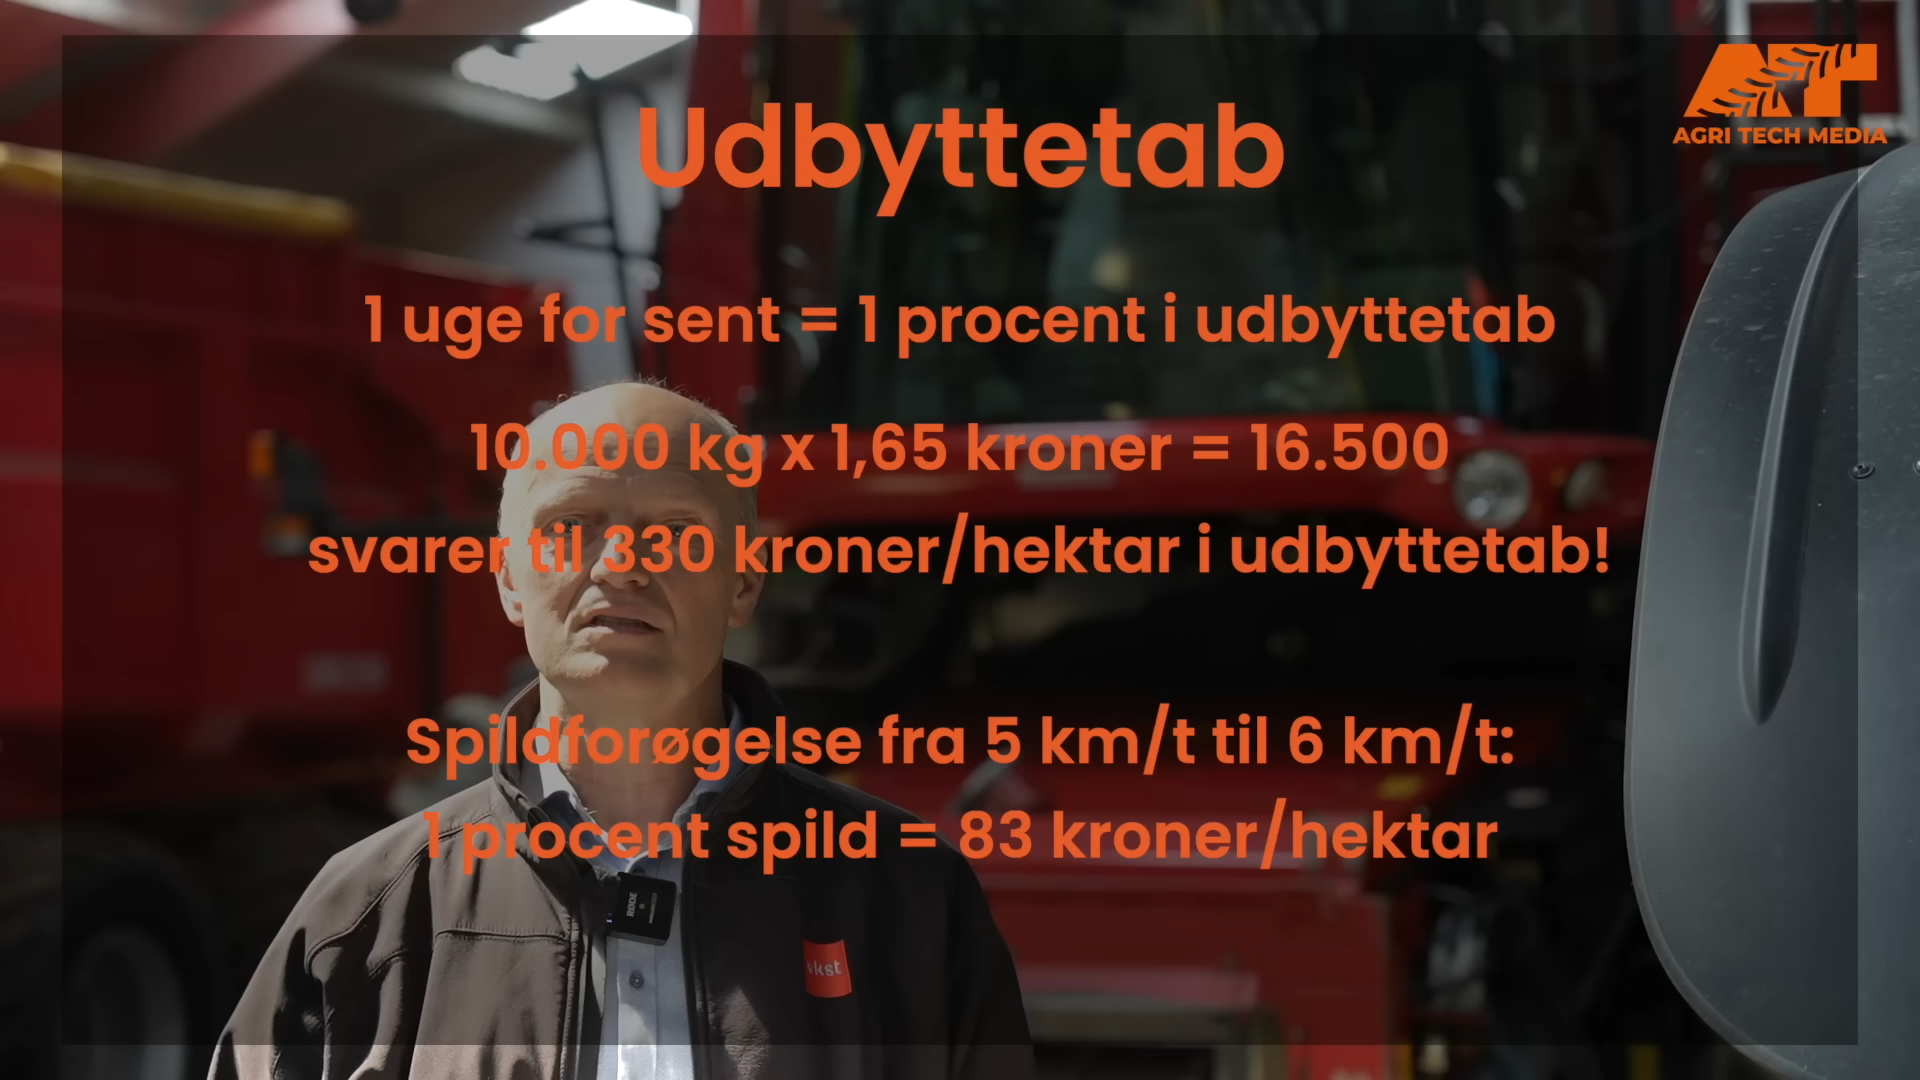 AGRI TECH MEDIA
Udbyttetab
1 uge for sent = 1 procent i udbyttetab
10.000 kg x 1,65 kroner = 16.500
svarer til 330 kroner/hektar i udbyttetab!
Spildforøgelse fra 5 km/t til 6 km/t:
1 procent spild = 83 kroner/hektar
RØDE
vkst